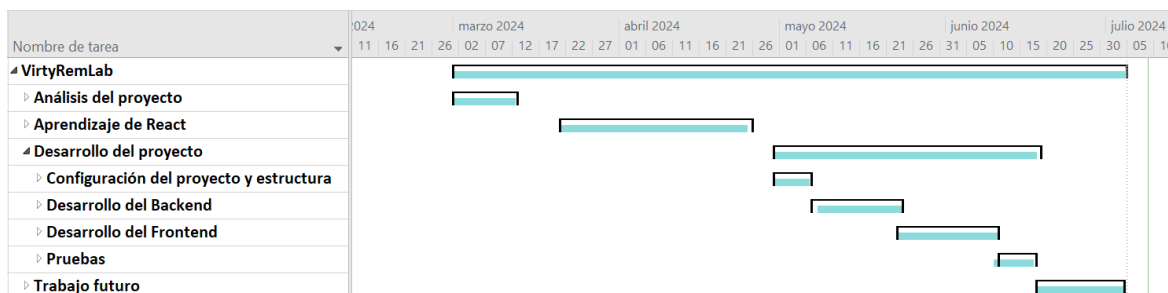 2024 marzo 2024 abril 2024 mayo 2024 junio 2024 julio 2024
Nombre de tarea 11 16 21 26 02 07 12 17 22 27 01 06 11 16 21 26 01 06 11 16 21 26 31 05 10 15 20 25 30 05 10
VirtyRemLab
Análisis del proyecto
Aprendizaje de React
Desarrollo del proyecto
Configuración del proyecto y estructura
Desarrollo del Backend
Desarrollo del Frontend
Pruebas
Trabajo futuro